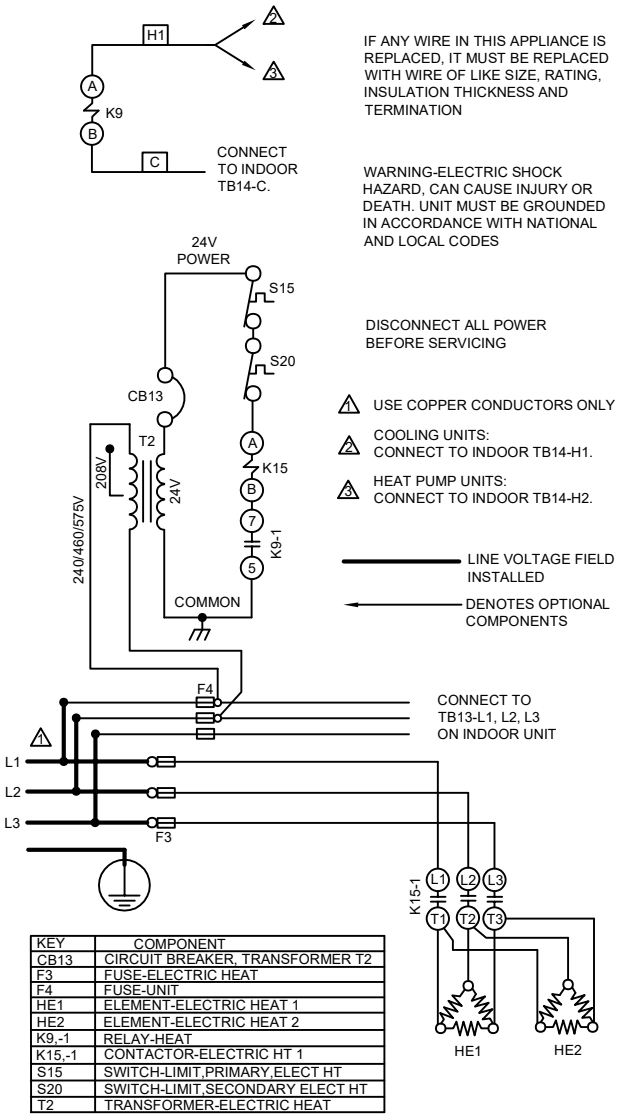 H1
2
3
A
K9
B
C
CONNECT
TO INDOOR
TB14-C.
IF ANY WIRE IN THIS APPLIANCE IS
REPLACED, IT MUST BE REPLACED
WITH WIRE OF LIKE SIZE, RATING,
INSULATION THICKNESS AND
TERMINATION
WARNING-ELECTRIC SHOCK
HAZARD, CAN CAUSE INJURY OR
DEATH. UNIT MUST BE GROUNDED
IN ACCORDANCE WITH NATIONAL
AND LOCAL CODES
DISCONNECT ALL POWER
BEFORE SERVICING
1 USE COPPER CONDUCTORS ONLY
2 COOLING UNITS:
CONNECT TO INDOOR TB14-H1.
3 HEAT PUMP UNITS:
CONNECT TO INDOOR TB14-H2.
LINE VOLTAGE FIELD
INSTALLED
DENOTES OPTIONAL
COMPONENTS
24V
POWER
S15
S20
CB13
T2
208V
24V
240/460/575V
A
K15
B
7
K9-1
5
COMMON
F4
CONNECT TO
TB13-L1, L2, L3
ON INDOOR UNIT
1
L1
L2
L3
F3
K15-1
L1 L2 L3
T1 T2 T3
HE1
HE2
KEY COMPONENT
CB13 CIRCUIT BREAKER, TRANSFORMER T2
F3 FUSE-ELECTRIC HEAT
F4 FUSE-UNIT
HE1 ELEMENT-ELECTRIC HEAT 1
HE2 ELEMENT-ELECTRIC HEAT 2
K9,-1 RELAY-HEAT
K15,-1 CONTACTOR-ELECTRIC HT 1
S15 SWITCH-LIMIT,PRIMARY,ELECT HT
S20 SWITCH-LIMIT,SECONDARY ELECT HT
T2 TRANSFORMER-ELECTRIC HEAT